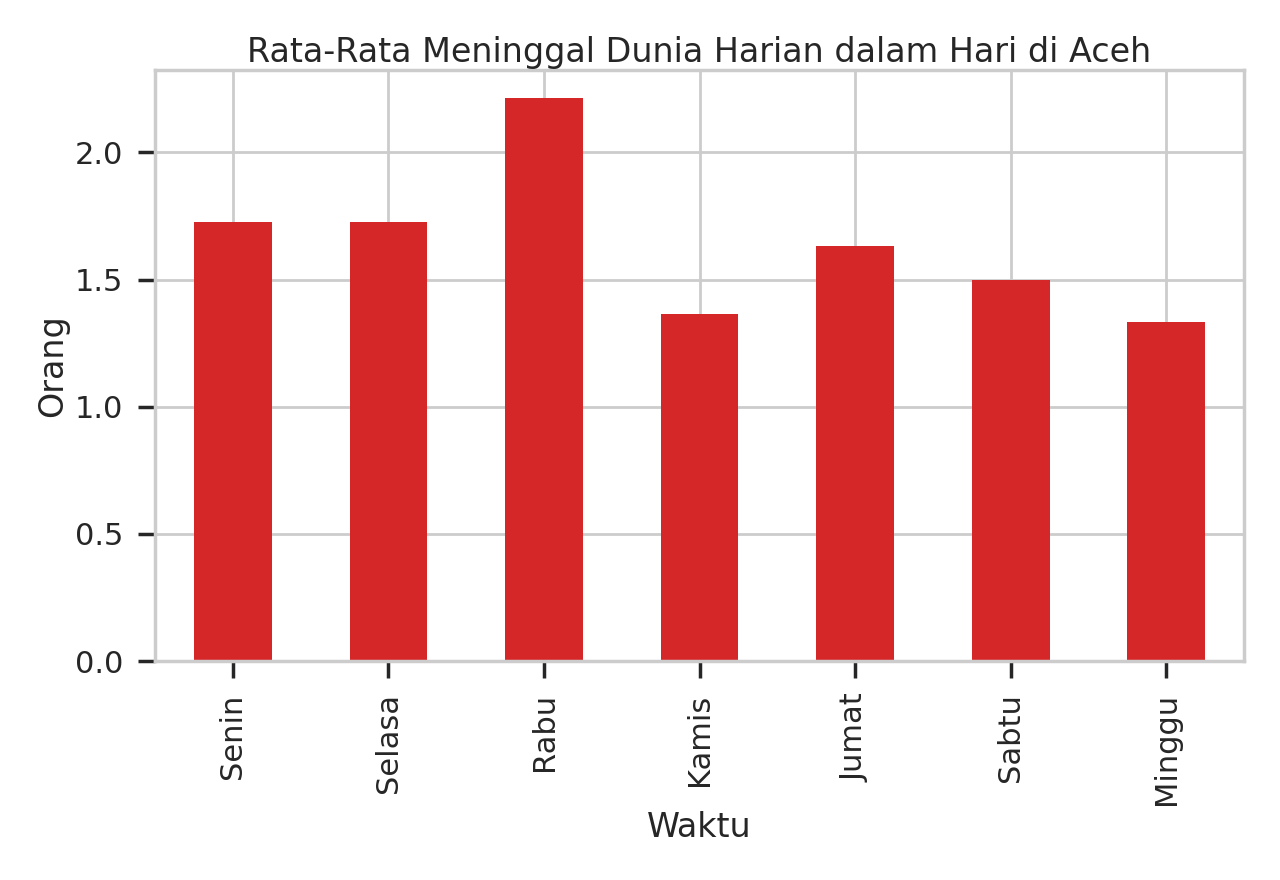 Rata-Rata Meninggal Dunia Harian dalam Hari di Aceh
Orang
2.0
1.5
1.0
0.5
0.0
Senin
Selasa
Rabu
Kamis
Jumat
Sabtu
Minggu
Waktu